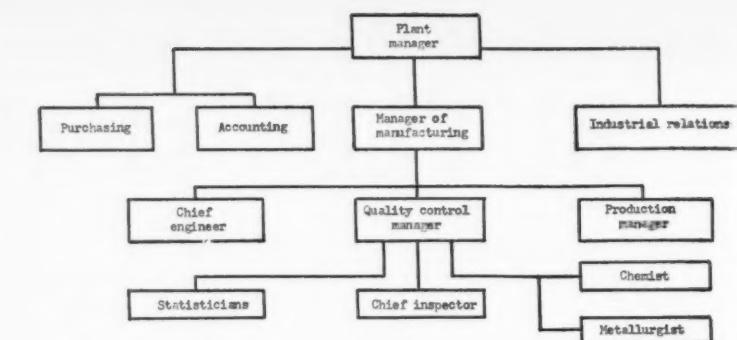 Plant
manager
Purchasing
Accounting
Manager of
manufacturing
Industrial relations
Chief
engineer
Quality control
manager
Production
manager
Statisticians
Chief inspector
Chemist
Metallurgist